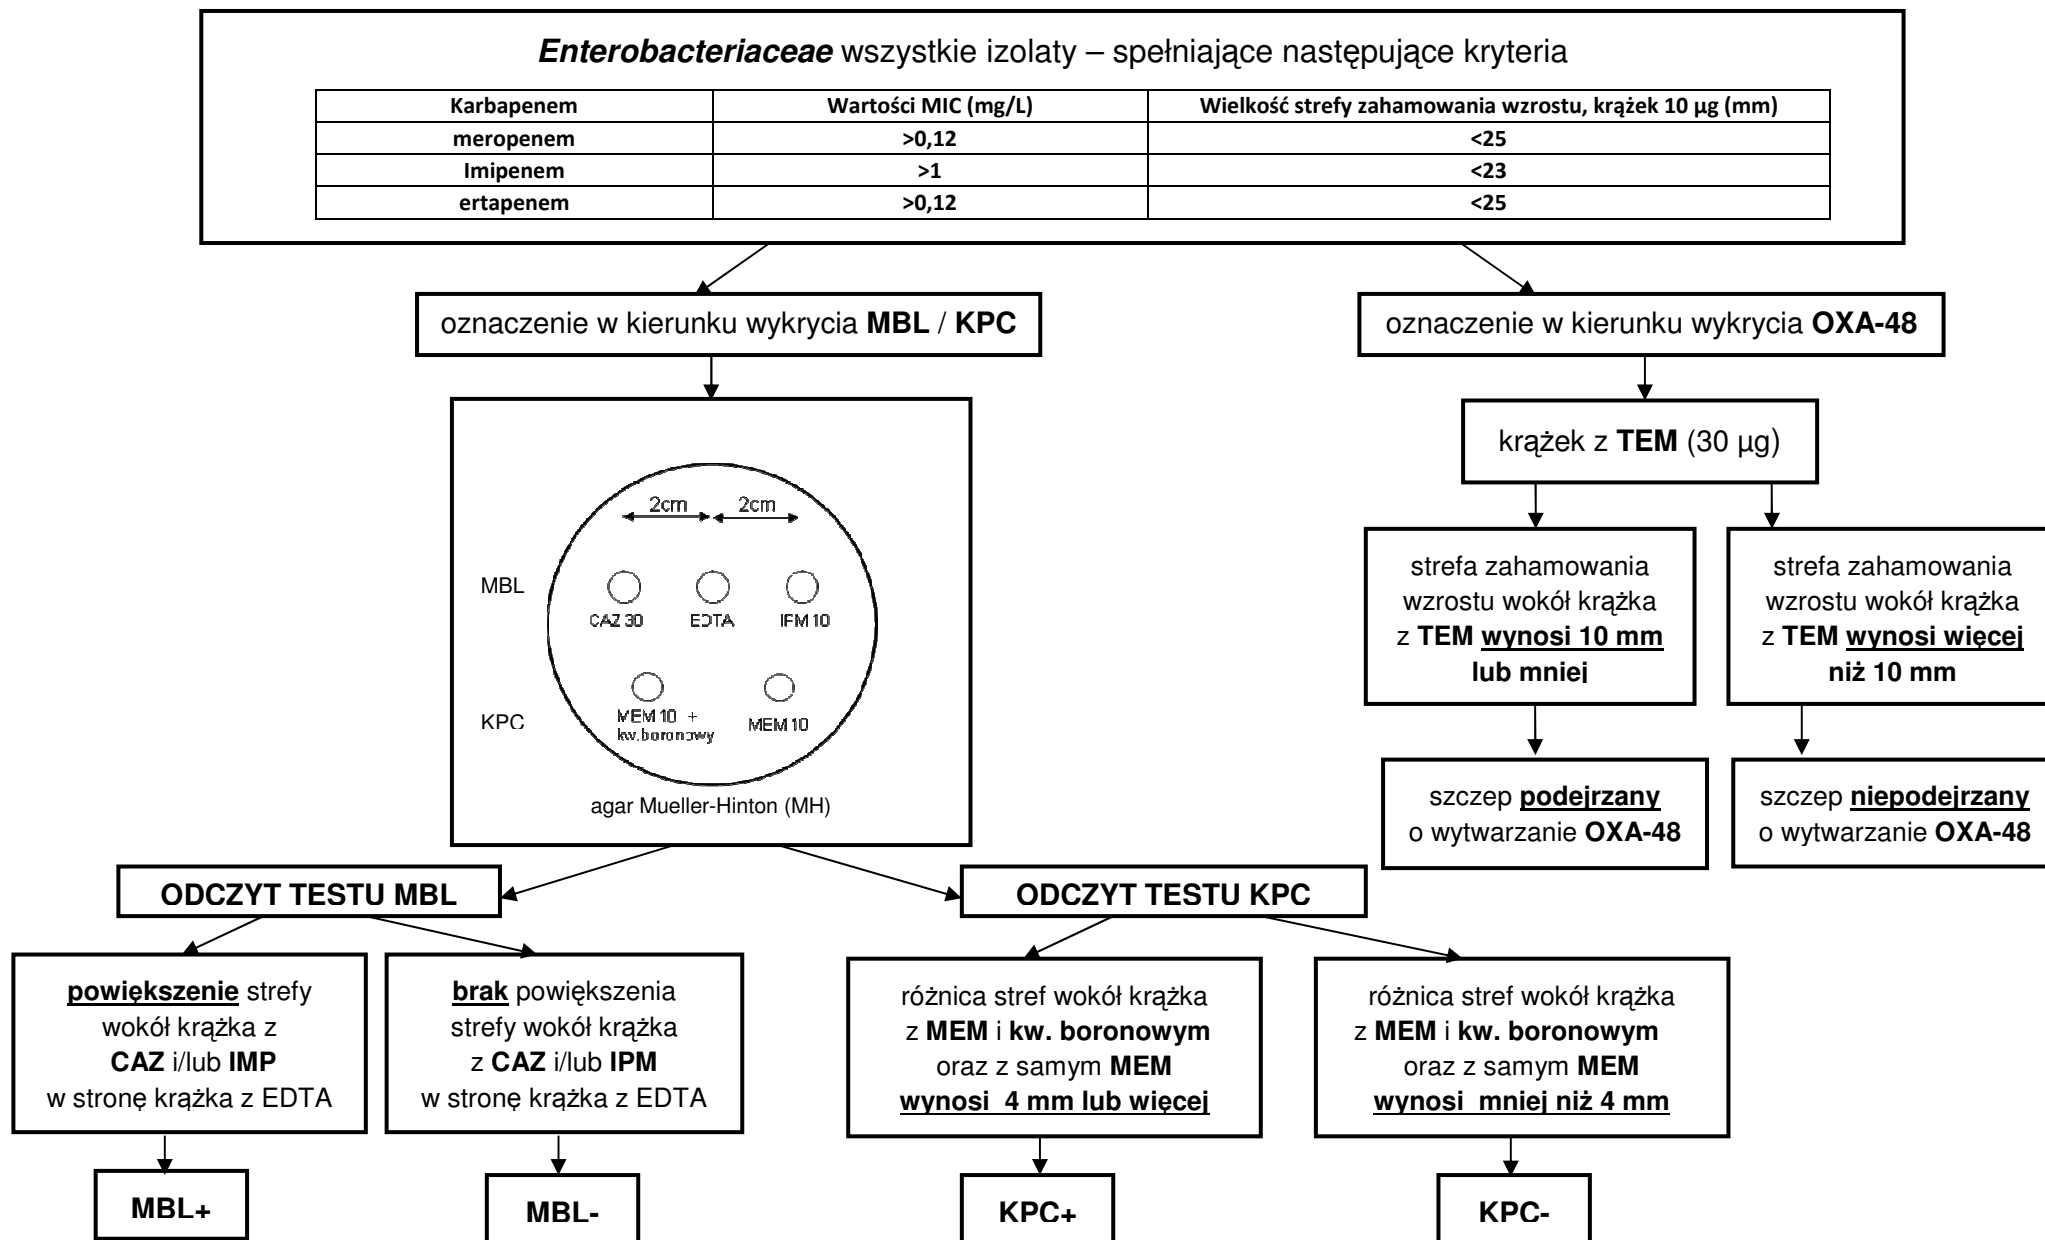 Enterobacteriaceae wszystkie izolaty – spełniające następujące kryteria
Karbapenem Wartości MIC (mg/L) Wielkość strefy zahamowania wzrostu, krążek 10 µg (mm)
meropenem >0,12 <25
Imipenem >1 <23
ertapenem >0,12 <25
oznaczenie w kierunku wykrycia MBL / KPC
oznaczenie w kierunku wykrycia OXA-48
krążek z TEM (30 µg)
2cm 2cm
MBL
CAZ 30 EDTA IPM 10
KPC
MEM 10 +
kw.boronowy
MEM 10
agar Mueller-Hinton (MH)
strefa zahamowania
wzrostu wokół krążka
z TEM wynosi 10 mm
lub mniej
strefa zahamowania
wzrostu wokół krążka
z TEM wynosi więcej
niż 10 mm
szczep podejrzany
o wytwarzanie OXA-48
szczep niepodejrzany
o wytwarzanie OXA-48
ODCZYT TESTU MBL
ODCZYT TESTU KPC
powiększenie strefy
wokół krążka z
CAZ i/lub IMP
w stronę krążka z EDTA
brak powiększenia
strefy wokół krążka
z CAZ i/lub IPM
w stronę krążka z EDTA
różnica stref wokół krążka
z MEM i kw. boronowym
oraz z samym MEM
wynosi 4 mm lub więcej
różnica stref wokół krążka
z MEM i kw. boronowym
oraz z samym MEM
wynosi mniej niż 4 mm
MBL+
MBL-
KPC+
KPC-